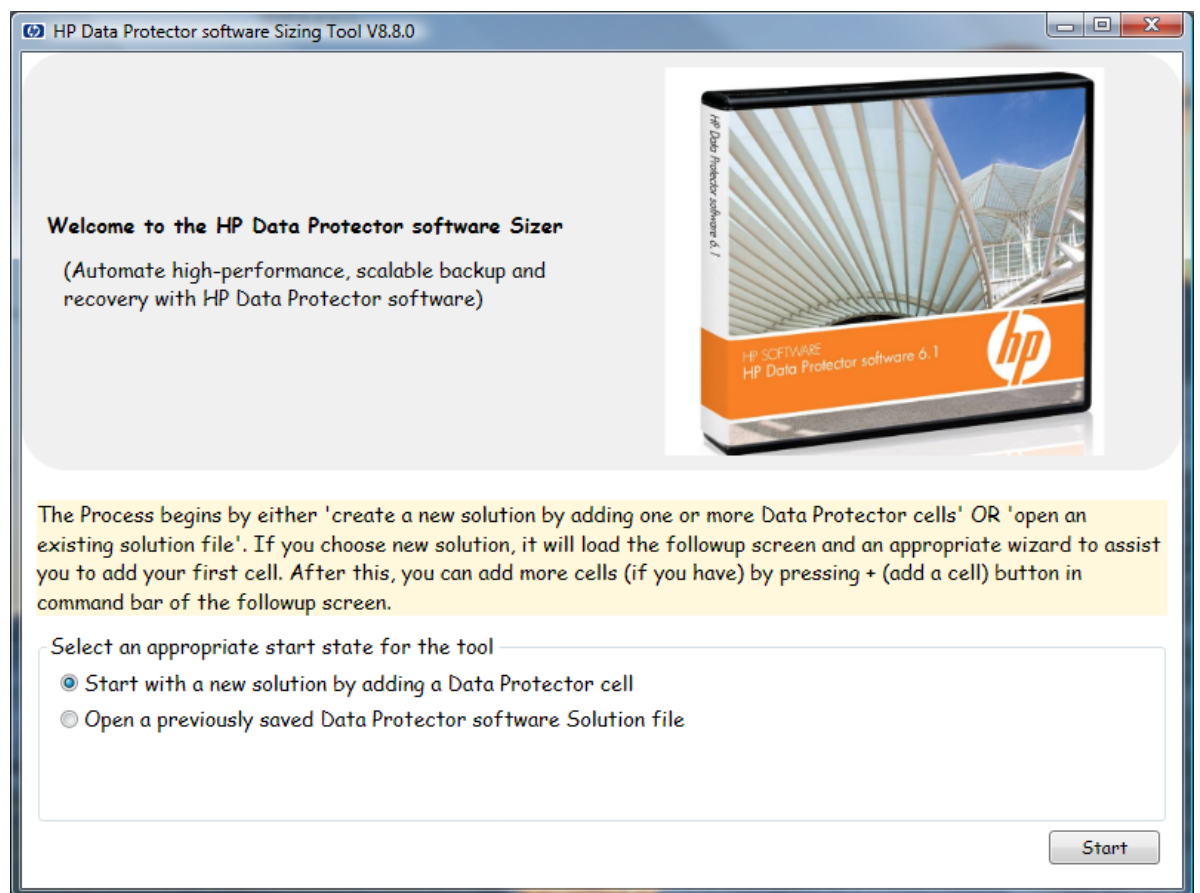 HP Data Protector software Sizing Tool V8.8.0
Welcome to the HP Data Protector software Sizer
(Automate high-performance, scalable backup and
recovery with HP Data Protector software)
HP Data Protector software 6.1
HP SOFTWARE
HP Data Protector software 6.1
hp
The Process begins by either 'create a new solution by adding one or more Data Protector cells' OR 'open an
existing solution file'. If you choose new solution, it will load the followup screen and an appropriate wizard to assist
you to add your first cell. After this, you can add more cells (if you have) by pressing + (add a cell) button in
command bar of the followup screen.
Select an appropriate start state for the tool
Start with a new solution by adding a Data Protector cell
Open a previously saved Data Protector software Solution file
Start